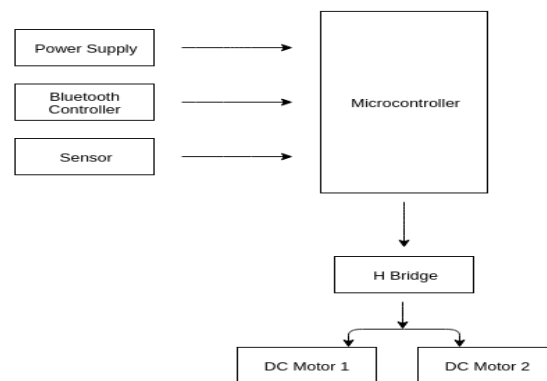 Power Supply
Bluetooth
Controller
Sensor
Microcontroller
H Bridge
DC Motor 1
DC Motor 2